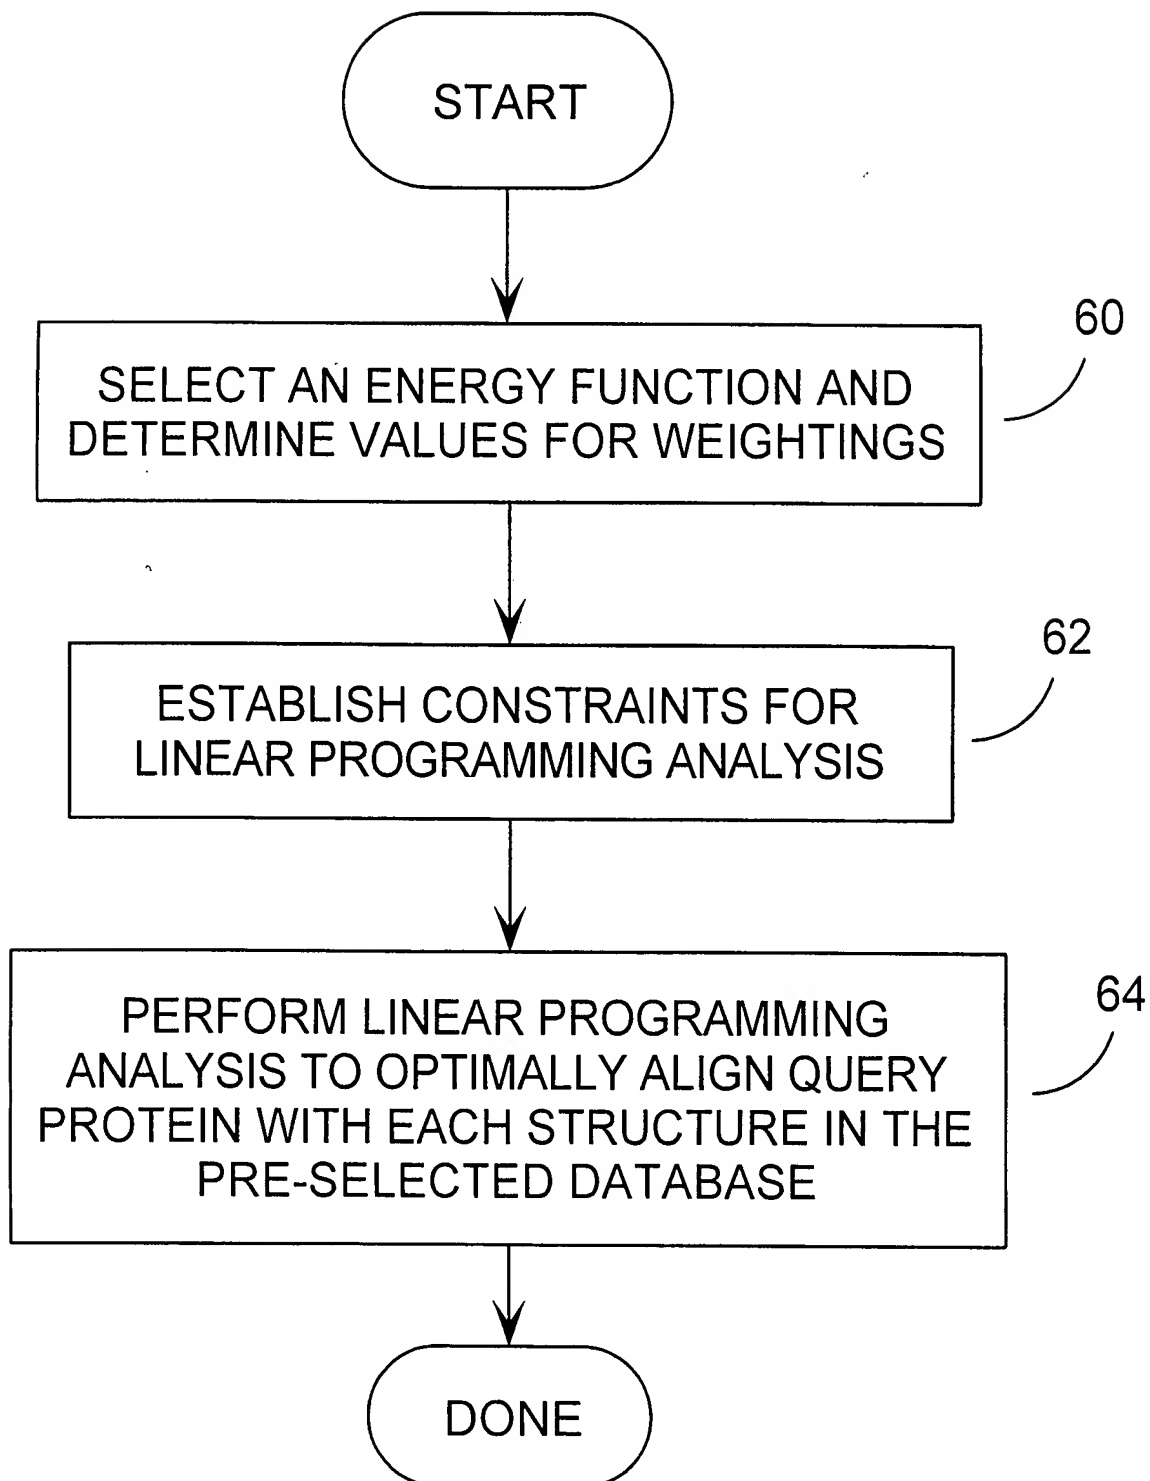 START
60
SELECT AN ENERGY FUNCTION AND
DETERMINE VALUES FOR WEIGHTINGS
62
ESTABLISH CONSTRAINTS FOR
LINEAR PROGRAMMING ANALYSIS
64
PERFORM LINEAR PROGRAMMING
ANALYSIS TO OPTIMALLY ALIGN QUERY
PROTEIN WITH EACH STRUCTURE IN THE
PRE-SELECTED DATABASE
DONE